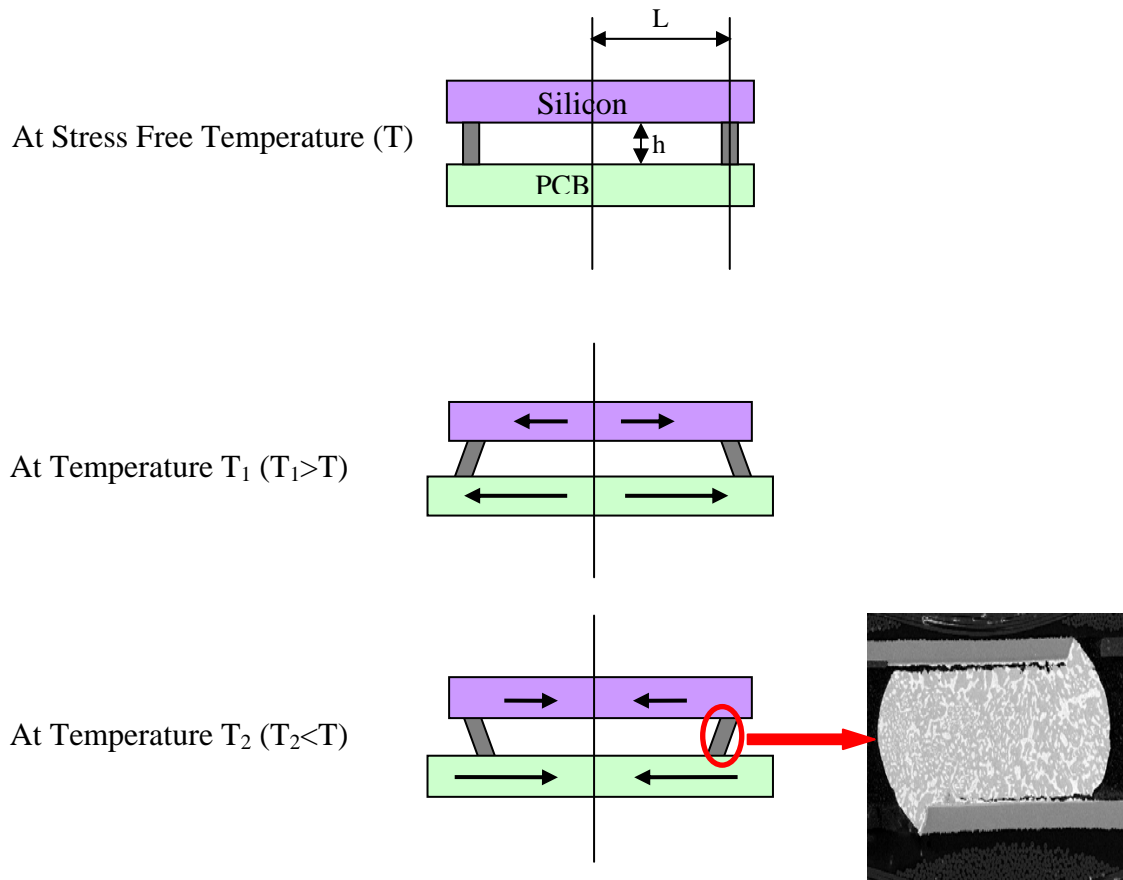 L
Silicon
At Stress Free Temperature (T)
h
PCB
At Temperature T₁ (T₁>T)
At Temperature T₂ (T₂<T)